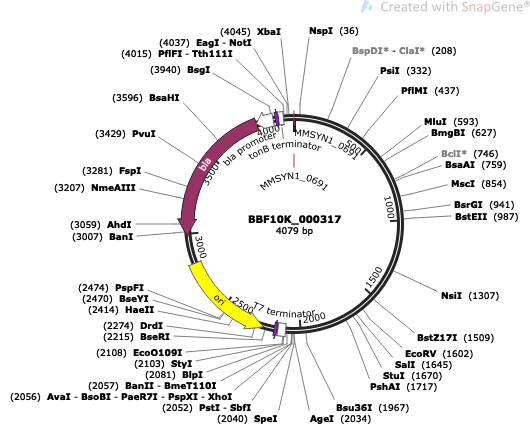 Created with SnapGene®
(4045) XbaI
NspI (36)
(4037) EagI - NotI
BspDI* - ClaI* (208)
(4015) PflFI - Tth111I
(3940) BsgI
PsiI (332)
PflMI (437)
(3596) BsaHI
MluI (593)
BmgBI (627)
(3429) PvuI
BclI* (746)
BsaAI (759)
(3281) FspI
MscI (854)
(3207) NmeAIII
BsrGI (941)
BstEII (987)
(3059) AhdI
(3007) BanI
NsiI (1307)
(2474) PspFI
(2470) BseYI
(2414) HaeII
(2274) DrdI
(2215) BseRI
BstZ17I (1509)
(2108) EcoO109I
EcoRV (1602)
(2103) StyI
SalI (1645)
(2081) BlpI
StuI (1670)
(2057) BanII - BmeT110I
PshAI (1717)
(2056) AvaI - BsoBI - PaeR7I - PspXI - XhoI
(2052) PstI - SbfI
Bsu36I (1967)
(2040) SpeI
AgeI (2034)
4000
MMSYN1_0691
500
bla promoter
tonB terminator
bla
3500
MMSYN1_0691
1000
BBF10K_000317
4079 bp
3000
1500
ori
2500
T7 terminator
2000